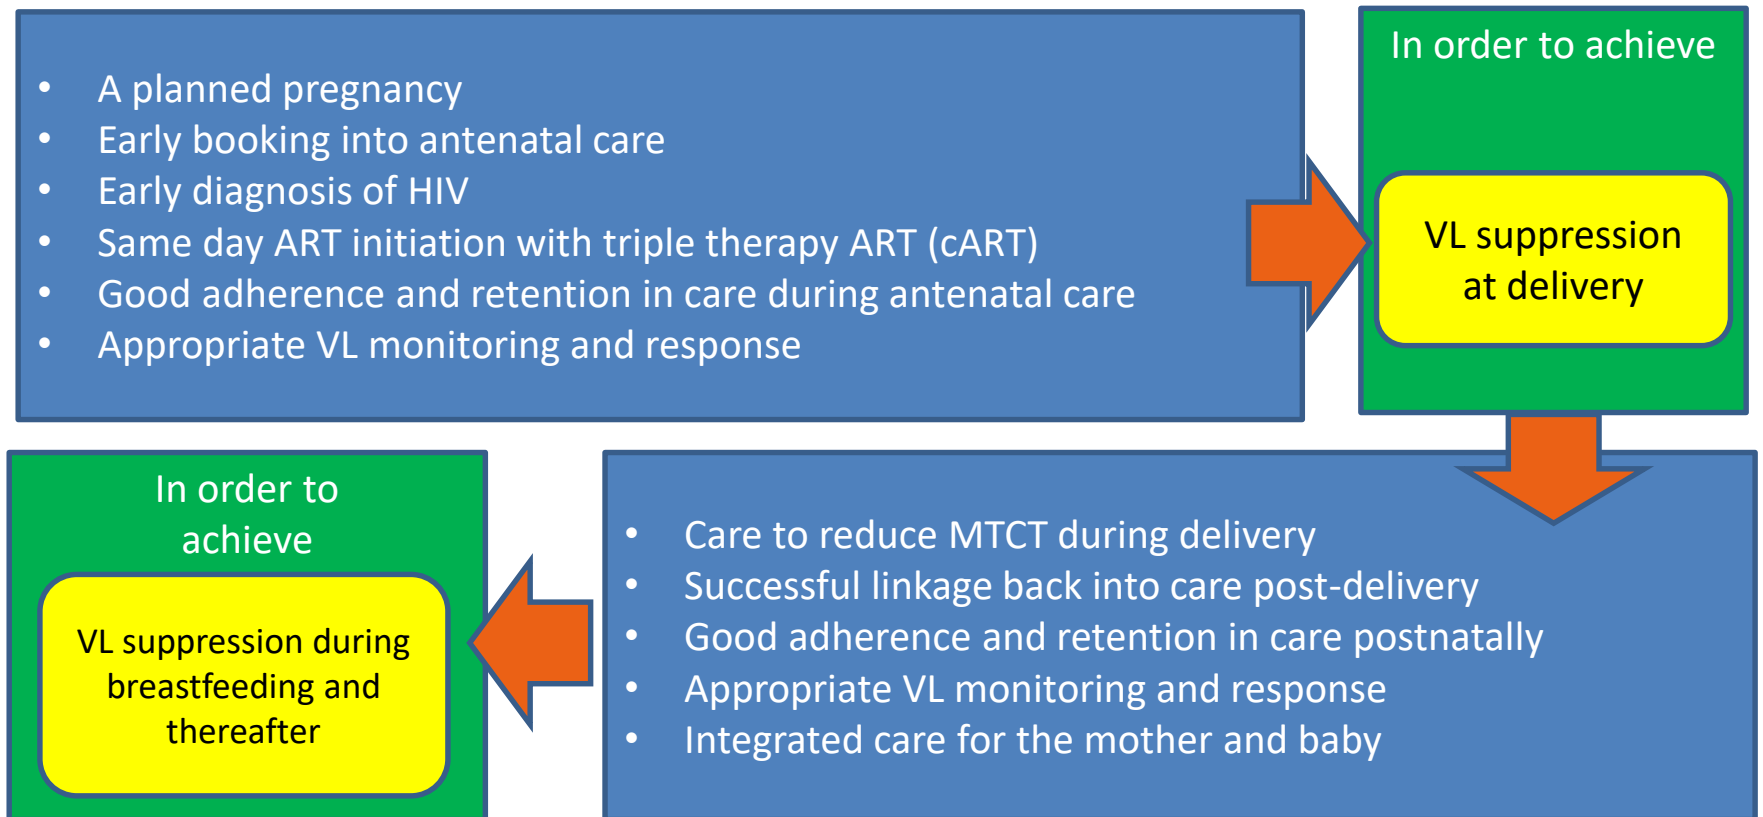 • A planned pregnancy
• Early booking into antenatal care
• Early diagnosis of HIV
• Same day ART initiation with triple therapy ART (cART)
• Good adherence and retention in care during antenatal care
• Appropriate VL monitoring and response
In order to achieve
VL suppression
at delivery
• Care to reduce MTCT during delivery
• Successful linkage back into care post-delivery
• Good adherence and retention in care postnatally
• Appropriate VL monitoring and response
• Integrated care for the mother and baby
In order to
achieve
VL suppression during
breastfeeding and
thereafter